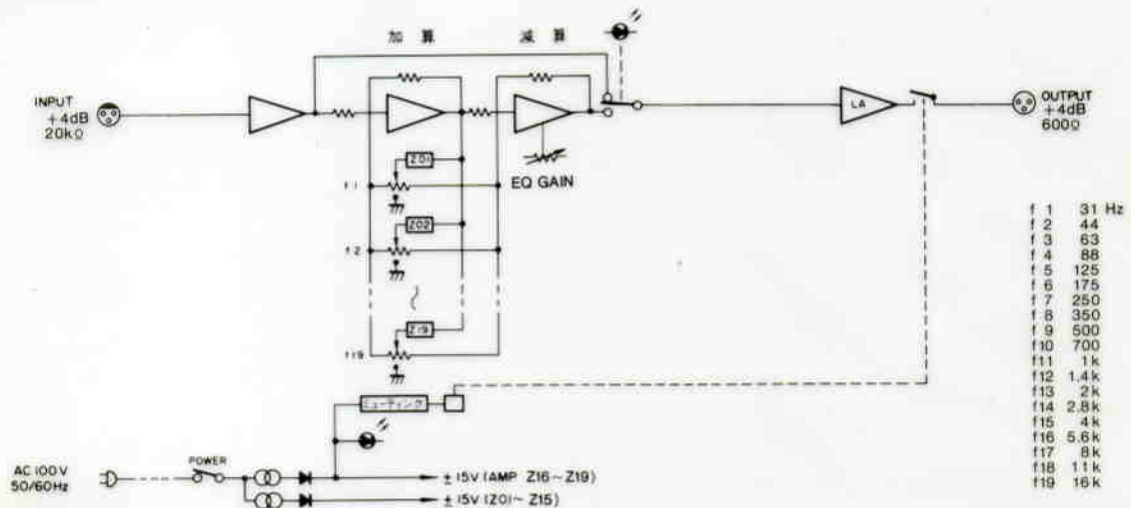 加算
減算
INPUT
+4dB
20kΩ
LA
OUTPUT
+4dB
600Ω
Z01
EQ GAIN
f1
Z02
f2
Z19
f19
ミューティング
AC 100V
50/60Hz
POWER
±15V (AMP Z16～Z19)
±15V (Z01～Z15)
f 1 31 Hz
f 2 44
f 3 63
f 4 88
f 5 125
f 6 175
f 7 250
f 8 350
f 9 500
f10 700
f11 1k
f12 1.4k
f13 2k
f14 2.8k
f15 4k
f16 5.6k
f17 8k
f18 11k
f19 16k